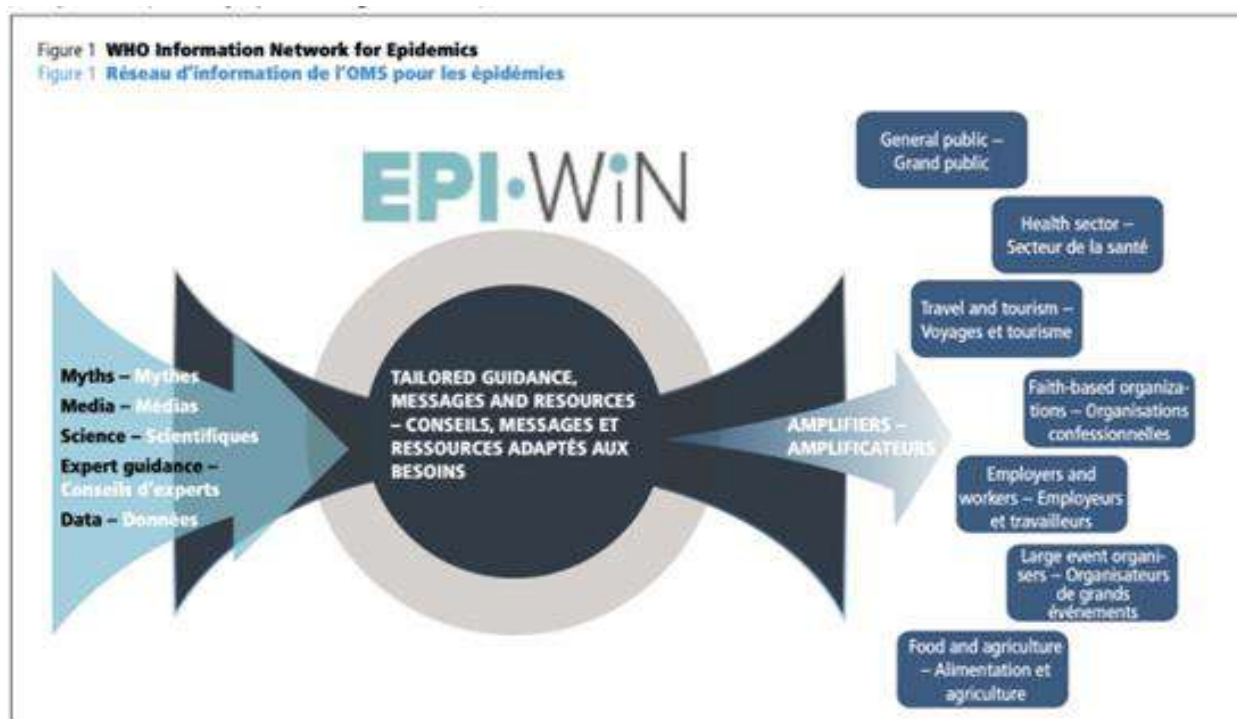 Figure 1 WHO Information Network for Epidemics
Figure 1 Réseau d'information de l'OMS pour les épidémies
EPI·WiN
Myths – Mythes
Media – Médias
Science – Scientifiques
Expert guidance –
Conseils d'experts
Data – Données
TAILORED GUIDANCE,
MESSAGES AND RESOURCES
– CONSEILS, MESSAGES ET
RESSOURCES ADAPTÉS AUX
BESOINS
AMPLIFIERS –
AMPLIFICATEURS
General public –
Grand public
Health sector –
Secteur de la santé
Travel and tourism –
Voyages et tourisme
Faith-based organiza-
tions – Organisations
confessionnelles
Employers and
workers – Employeurs
et travailleurs
Large event organi-
sers – Organisateurs
de grands
événements
Food and agriculture
– Alimentation et
agriculture